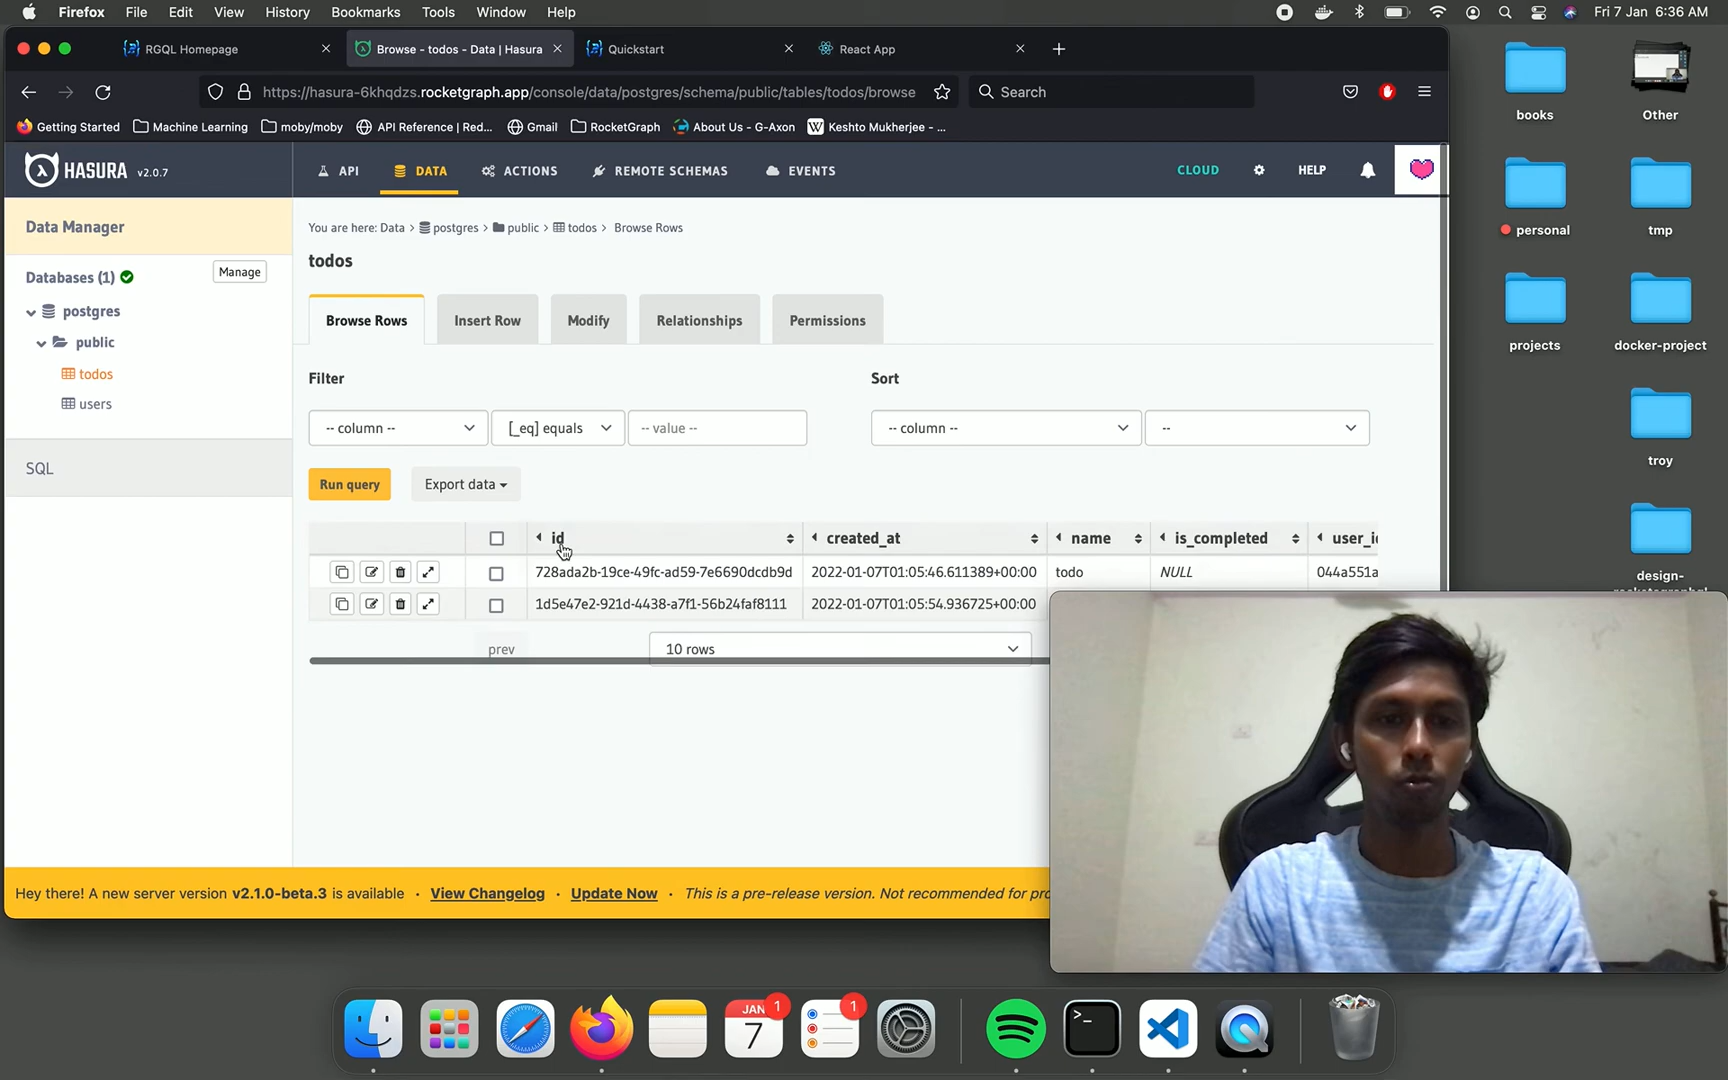 Firefox File Edit View History Bookmarks Tools Window Help Fri 7 Jan 6:36 AM
RGQL Homepage Browse - todos - Data | Hasura Quickstart React App
https://hasura-6khqdzs.rocketgraph.app/console/data/postgres/schema/public/tables/todos/browse Search
Getting Started Machine Learning moby/moby API Reference | Red... Gmail RocketGraph About Us - G-Axon Keshto Mukherjee - ...
HASURA v2.0.7 API DATA ACTIONS REMOTE SCHEMAS EVENTS CLOUD HELP
Data Manager
You are here: Data > postgres > public > todos > Browse Rows
todos
Databases (1) Manage
postgres
public
todos
users
SQL
Browse Rows Insert Row Modify Relationships Permissions
Filter Sort
-- column -- [_eq] equals -- value -- -- column -- --
Run query Export data
id created_at name is_completed user_i
728ada2b-19ce-49fc-ad59-7e6690dcdb9d 2022-01-07T01:05:46.611389+00:00 todo NULL 044a551a
1d5e47e2-921d-4438-a7f1-56b24faf8111 2022-01-07T01:05:54.936725+00:00
prev 10 rows
Hey there! A new server version v2.1.0-beta.3 is available · View Changelog · Update Now · This is a pre-release version. Not recommended for pro
books Other
personal tmp
projects docker-project
troy
design-
JAN
7
1
1